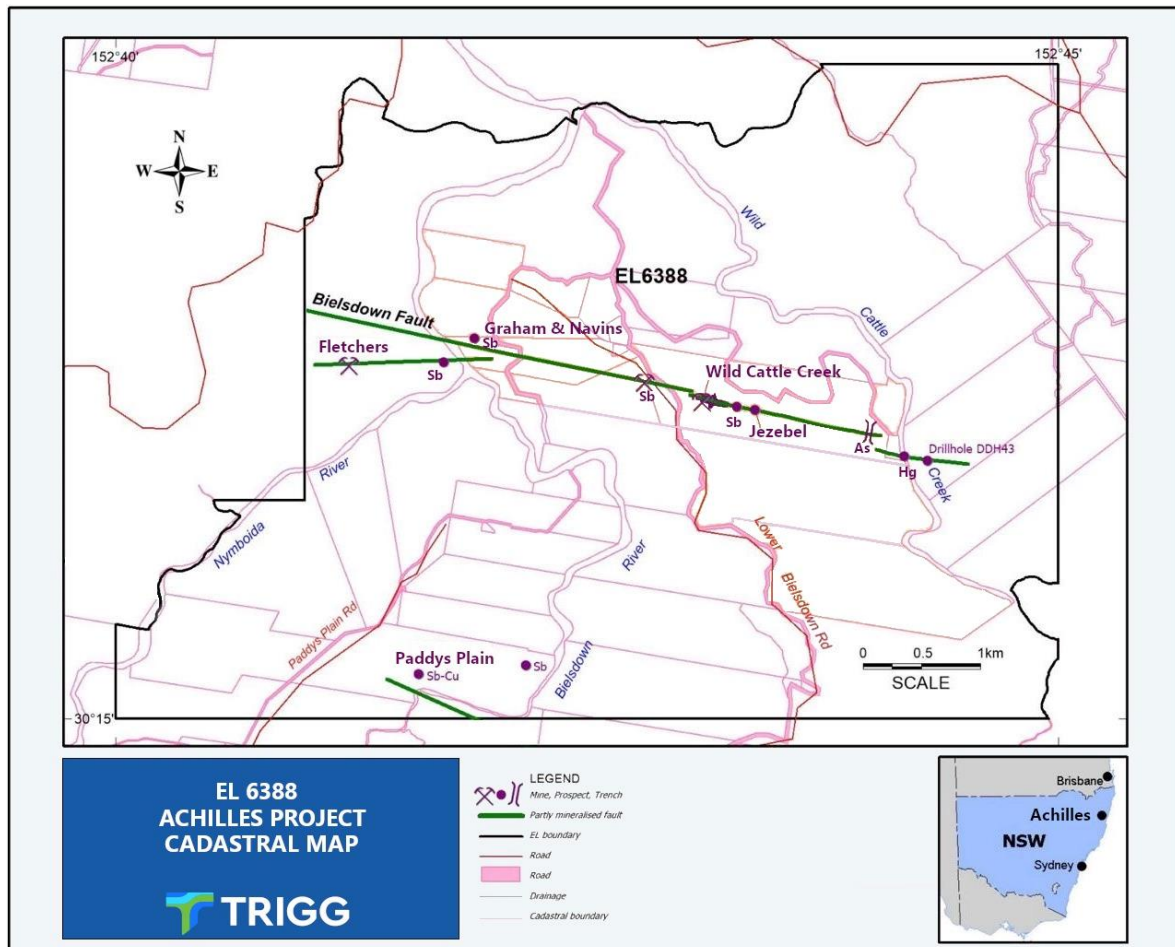 152°40'
152°45'
N
W
E
S
Wild
EL6388
Bielsdown Fault
Cattle
Graham & Navins
Sb
Fletchers
Sb
Wild Cattle Creek
Sb
Sb
Jezebel
As
Drillhole DDH43
Hg
Creek
River
Nymboida
Lower
River
Bielsdown Rd
Paddys Plain Rd
Paddys Plain
Sb
Sb-Cu
Bielsdown
0 0.5 1km
SCALE
30°15'
EL 6388
ACHILLES PROJECT
CADASTRAL MAP
TRIGG
LEGEND
Mine, Prospect, Trench
Partly mineralised fault
EL boundary
Road
Road
Drainage
Cadastral boundary
Brisbane
Achilles
NSW
Sydney